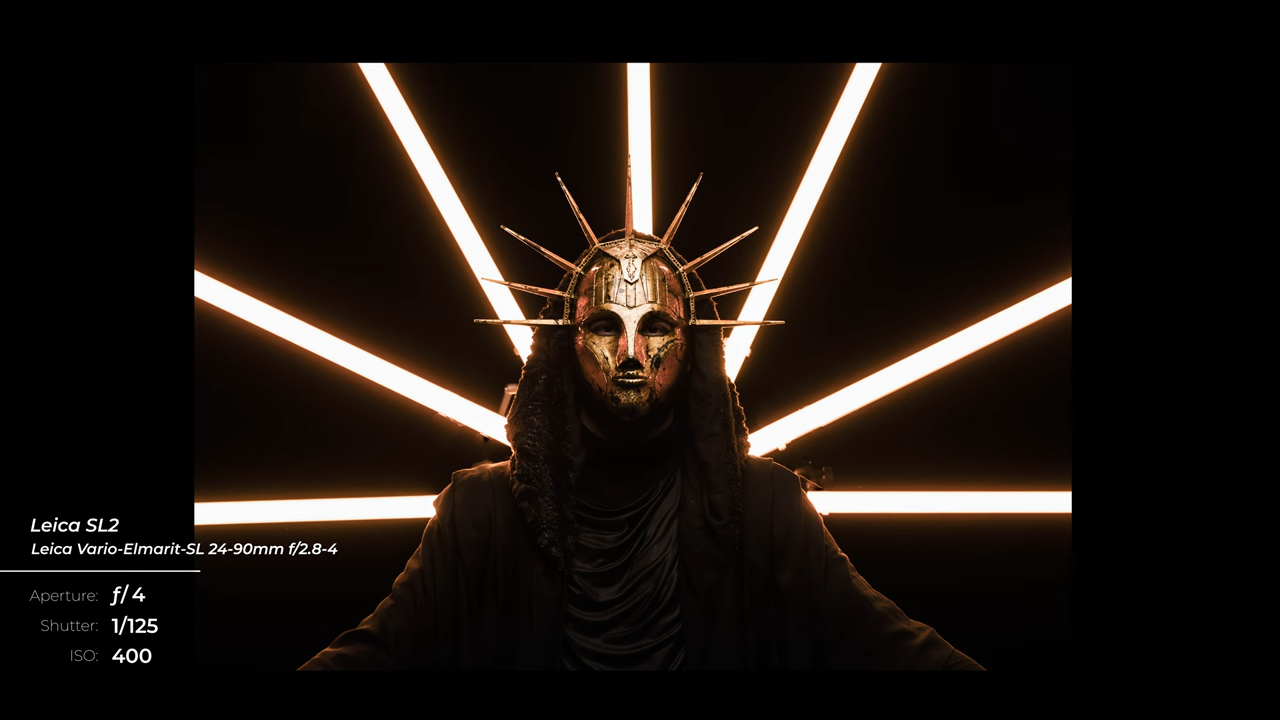 Leica SL2
Leica Vario-Elmarit-SL 24-90mm f/2.8-4
Aperture: ƒ/4
Shutter: 1/125
ISO: 400